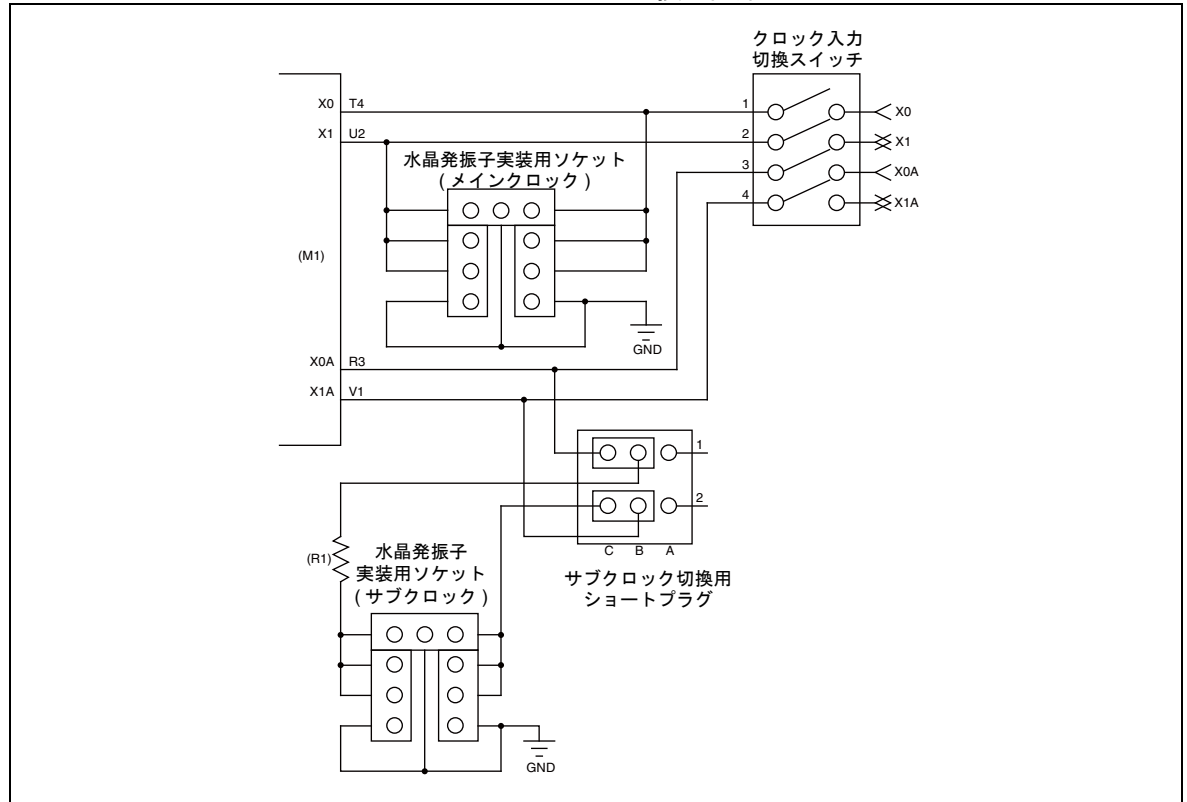 クロック入力
切換スイッチ
X0 T4
1
X0
X1 U2
2
X1
水晶発振子実装用ソケット
( メインクロック )
3
X0A
4
X1A
(M1)
GND
X0A R3
X1A V1
1
2
C B A
(R1)
水晶発振子
実装用ソケット
( サブクロック )
サブクロック切換用
ショートプラグ
GND